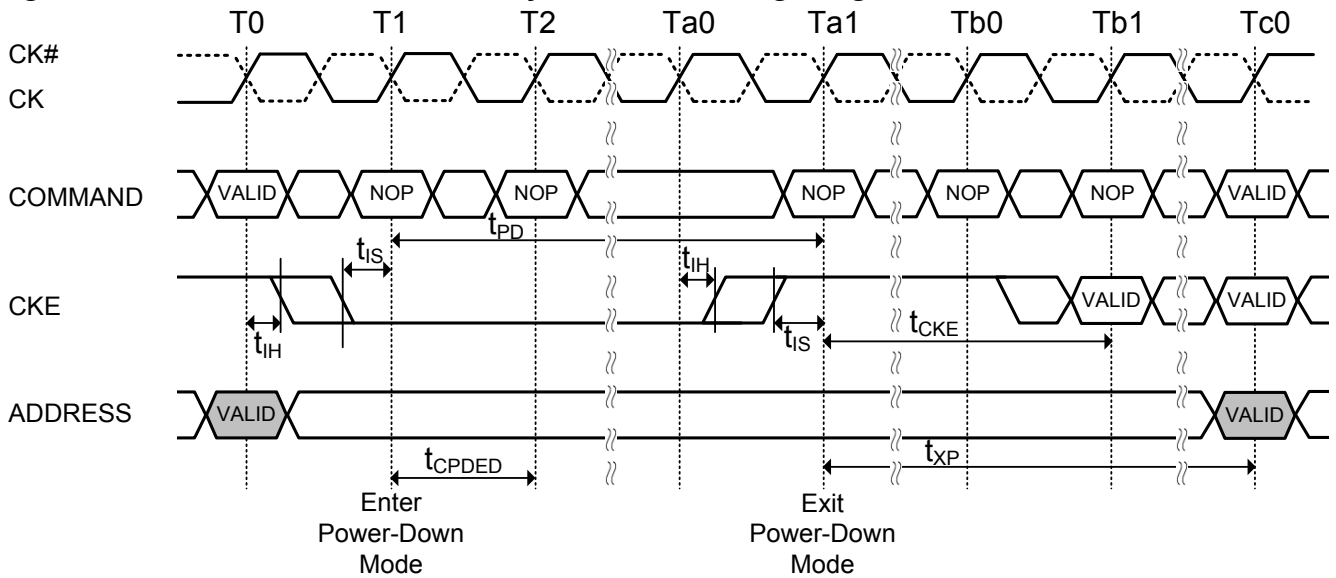 T0 T1 T2 Ta0 Ta1 Tb0 Tb1 Tc0
CK#
CK
COMMAND VALID NOP NOP NOP NOP NOP VALID
tPD
tIS tIH
CKE VALID VALID
tIH tIS tCKE
ADDRESS VALID VALID
tCPDED tXP
Enter Exit
Power-Down Power-Down
Mode Mode